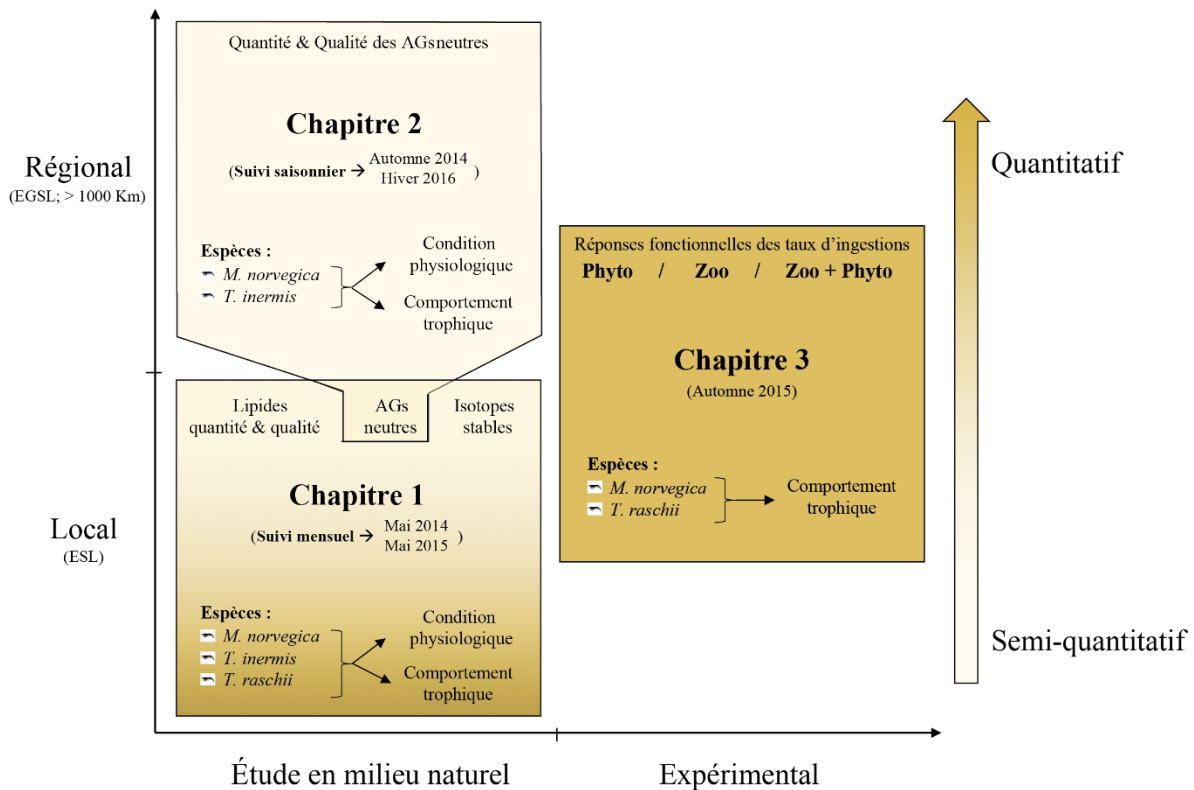 Quantité & Qualité des AGsneutres
Chapitre 2
(Suivi saisonnier → Automne 2014
Hiver 2016 )
Espèces :
M. norvegica
T. inermis
Condition
physiologique
Comportement
trophique
Régional
(EGSL; > 1000 Km)
Lipides
quantité & qualité
AGs
neutres
Isotopes
stables
Chapitre 1
(Suivi mensuel → Mai 2014
Mai 2015 )
Espèces :
M. norvegica
T. inermis
T. raschii
Condition
physiologique
Comportement
trophique
Local
(ESL)
Réponses fonctionnelles des taux d’ingestions
Phyto / Zoo / Zoo + Phyto
Chapitre 3
(Automne 2015)
Espèces :
M. norvegica
T. raschii
Comportement
trophique
Quantitatif
Semi-quantitatif
Étude en milieu naturel
Expérimental